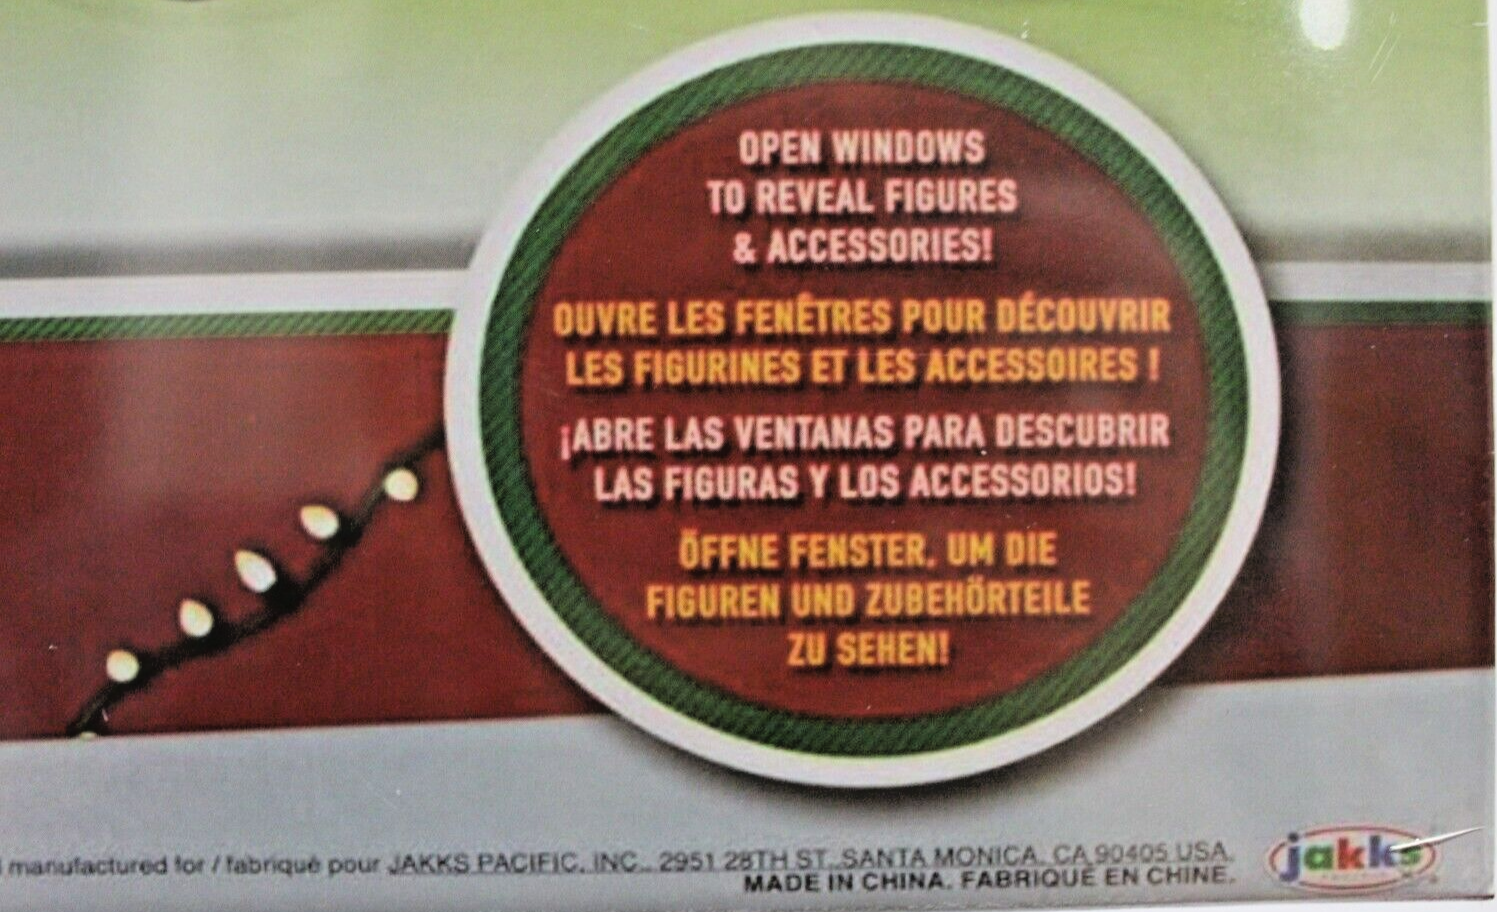 OPEN WINDOWS
TO REVEAL FIGURES
& ACCESSORIES!
OUVRE LES FENÊTRES POUR DÉCOUVRIR
LES FIGURINES ET LES ACCESSOIRES !
¡ABRE LAS VENTANAS PARA DESCUBRIR
LAS FIGURAS Y LOS ACCESSORIOS!
ÖFFNE FENSTER, UM DIE
FIGUREN UND ZUBEHÖRTEILE
ZU SEHEN!
manufactured for / fabriqué pour JAKKS PACIFIC, INC., 2951 28TH ST. SANTA MONICA, CA 90405 USA.
MADE IN CHINA. FABRIQUÉ EN CHINE.
jakks